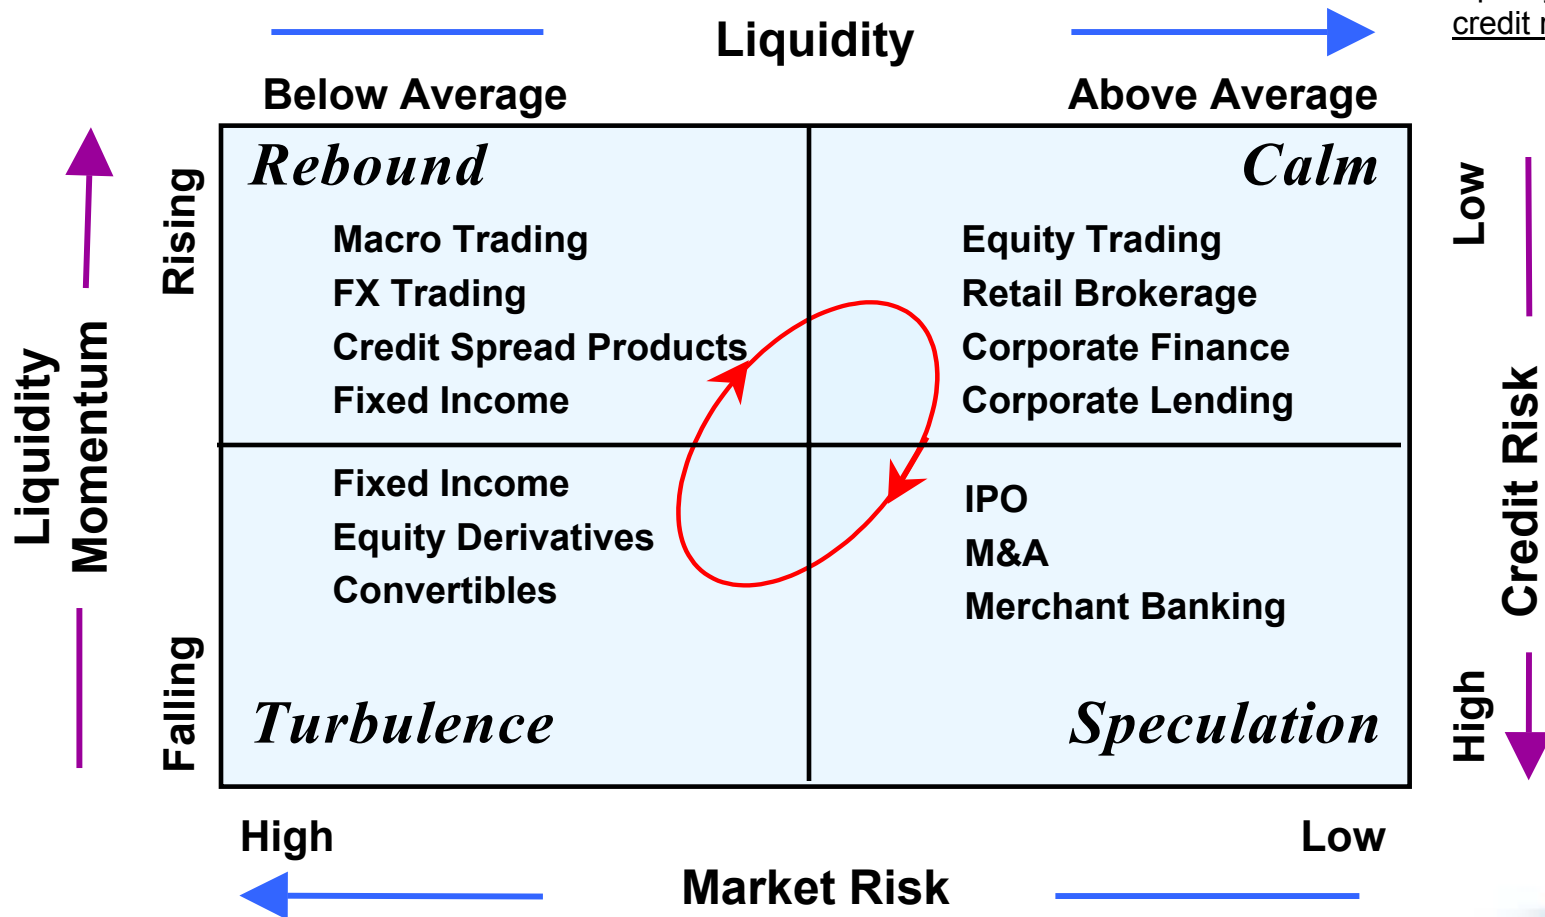 credit
Liquidity
Below Average
Above Average
Rebound
Calm
Macro Trading
FX Trading
Credit Spread Products
Fixed Income
Equity Trading
Retail Brokerage
Corporate Finance
Corporate Lending
Fixed Income
Equity Derivatives
Convertibles
IPO
M&A
Merchant Banking
Turbulence
Speculation
Rising
Falling
Liquidity
Momentum
Low
High
Credit Risk
High
Low
Market Risk